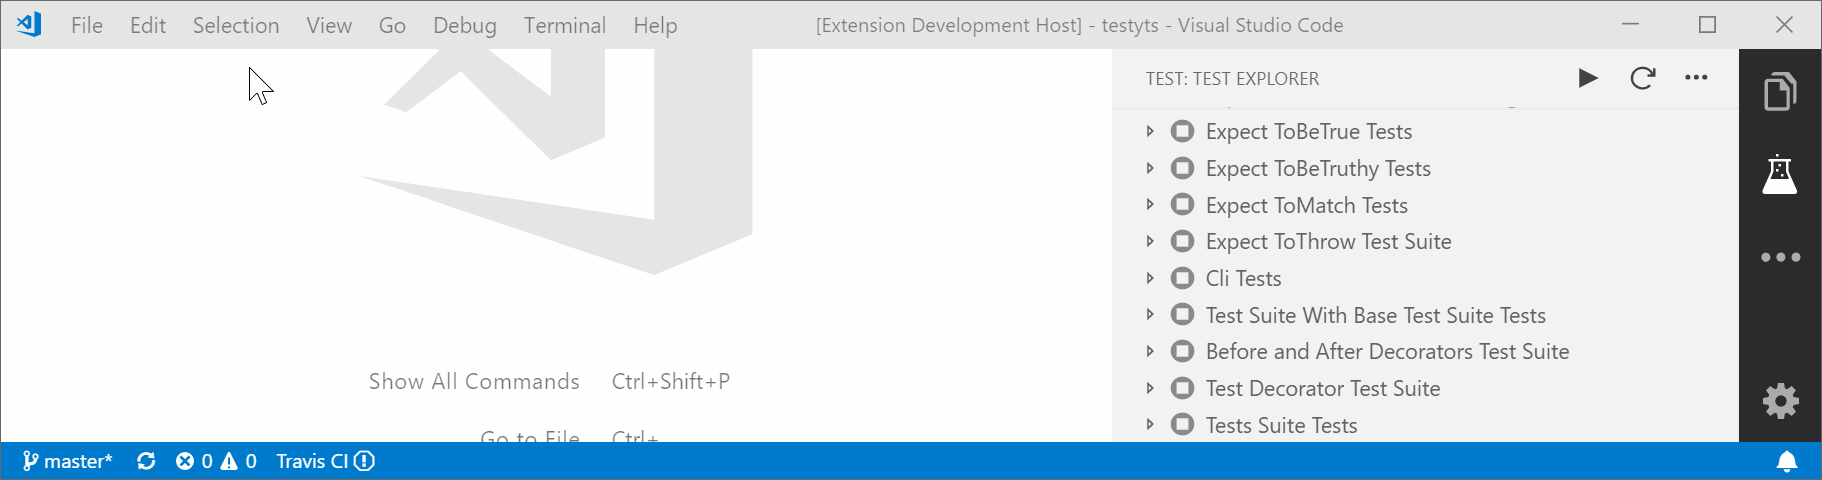 File Edit Selection View Go Debug Terminal Help [Extension Development Host] - testyts - Visual Studio Code
TEST: TEST EXPLORER
Expect ToBeTrue Tests
Expect ToBeTruthy Tests
Expect ToMatch Tests
Expect ToThrow Test Suite
Cli Tests
Test Suite With Base Test Suite Tests
Before and After Decorators Test Suite
Test Decorator Test Suite
Tests Suite Tests
Show All Commands Ctrl+Shift+P
Go to File Ctrl+
master* 0 0 Travis CI